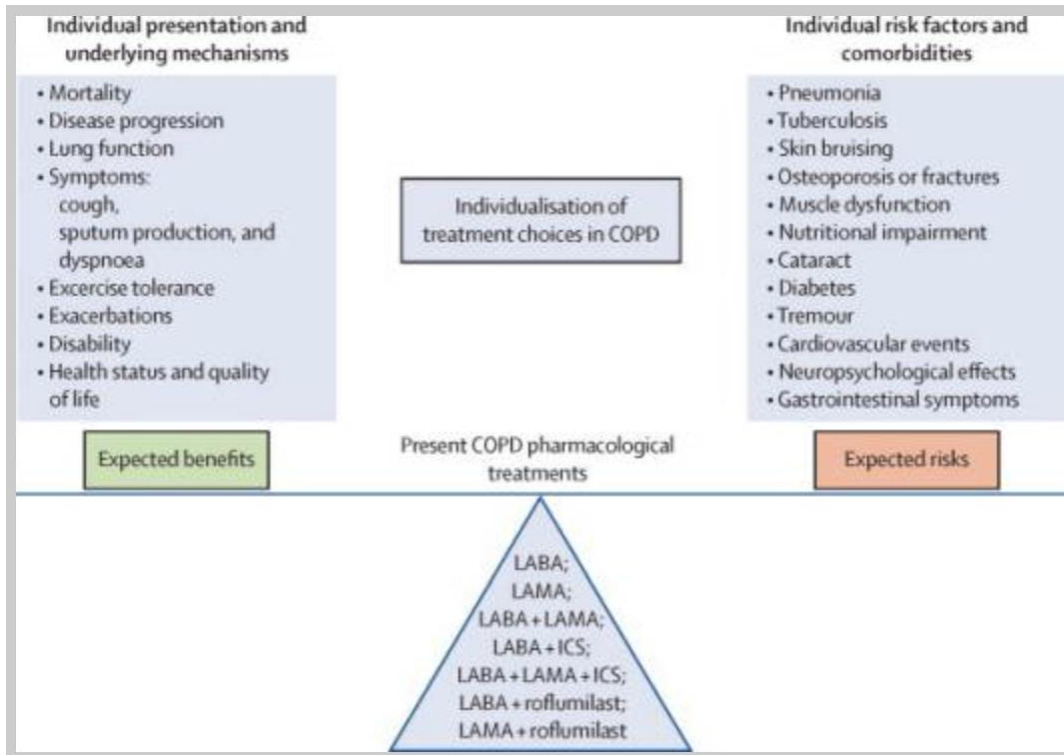 Individual presentation and
underlying mechanisms
• Mortality
• Disease progression
• Lung function
• Symptoms:
cough,
sputum production, and
dyspnoea
• Excercise tolerance
• Exacerbations
• Disability
• Health status and quality
of life
Expected benefits
Individualisation of
treatment choices in COPD
Present COPD pharmacological
treatments
Individual risk factors and
comorbidities
• Pneumonia
• Tuberculosis
• Skin bruising
• Osteoporosis or fractures
• Muscle dysfunction
• Nutritional impairment
• Cataract
• Diabetes
• Tremour
• Cardiovascular events
• Neuropsychological effects
• Gastrointestinal symptoms
Expected risks
LABA;
LAMA;
LABA+LAMA;
LABA+ICS;
LABA+LAMA+ICS;
LABA+roflumilast;
LAMA+roflumilast